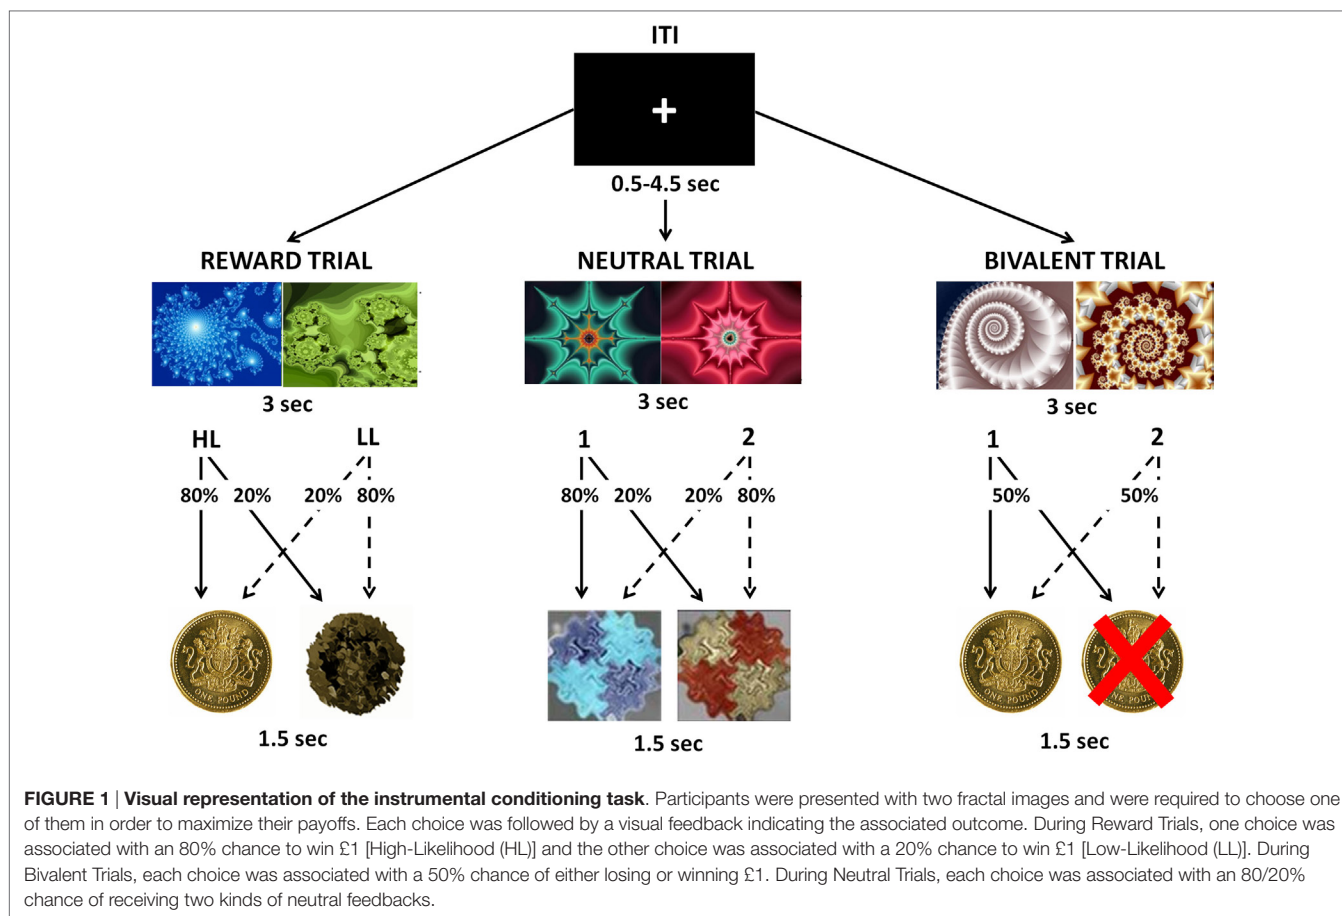 ITI
0.5-4.5 sec
REWARD TRIAL
NEUTRAL TRIAL
BIVALENT TRIAL
3 sec
3 sec
3 sec
HL
LL
1
2
1
2
80%
20%
20%
80%
80%
20%
20%
80%
50%
50%
ONE POUND
ONE POUND
1.5 sec
1.5 sec
1.5 sec
FIGURE 1 | Visual representation of the instrumental conditioning task. Participants were presented with two fractal images and were required to choose one
of them in order to maximize their payoffs. Each choice was followed by a visual feedback indicating the associated outcome. During Reward Trials, one choice was
associated with an 80% chance to win £1 [High-Likelihood (HL)] and the other choice was associated with a 20% chance to win £1 [Low-Likelihood (LL)]. During
Bivalent Trials, each choice was associated with a 50% chance of either losing or winning £1. During Neutral Trials, each choice was associated with an 80/20%
chance of receiving two kinds of neutral feedbacks.